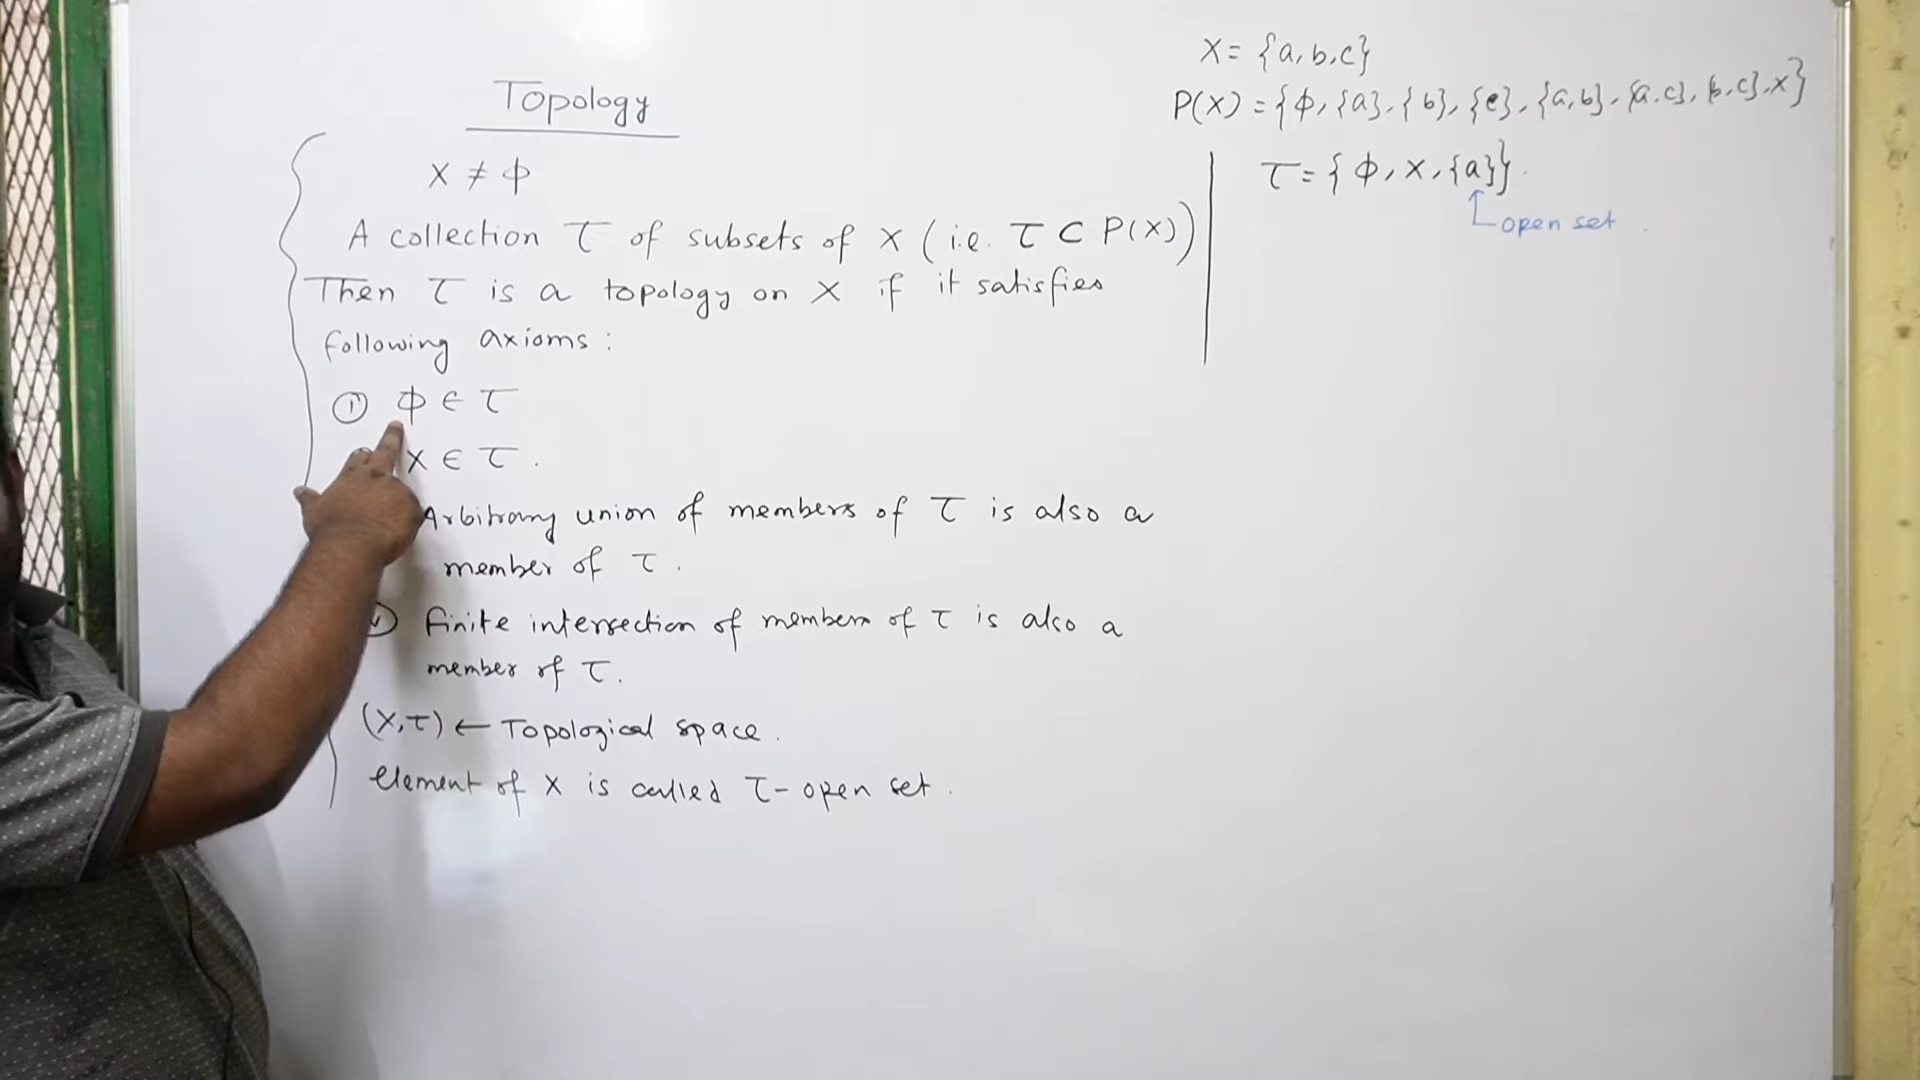 Topology
X ≠ ϕ
A collection τ of subsets of X (i.e. τ ⊂ P(X))
Then τ is a topology on X if it satisfies
following axioms :
① ϕ ∈ τ
X ∈ τ .
Arbitrary union of members of τ is also a
member of τ .
finite intersection of members of τ is also a
member of τ.
(X, τ) ← Topological space .
element of X is called τ- open set .
X = {a, b, c}
P(X) = {ϕ, {a}, {b}, {c}, {a, b}, {a, c}, {b, c}, X}
τ = {ϕ, X, {a}}.
open set .